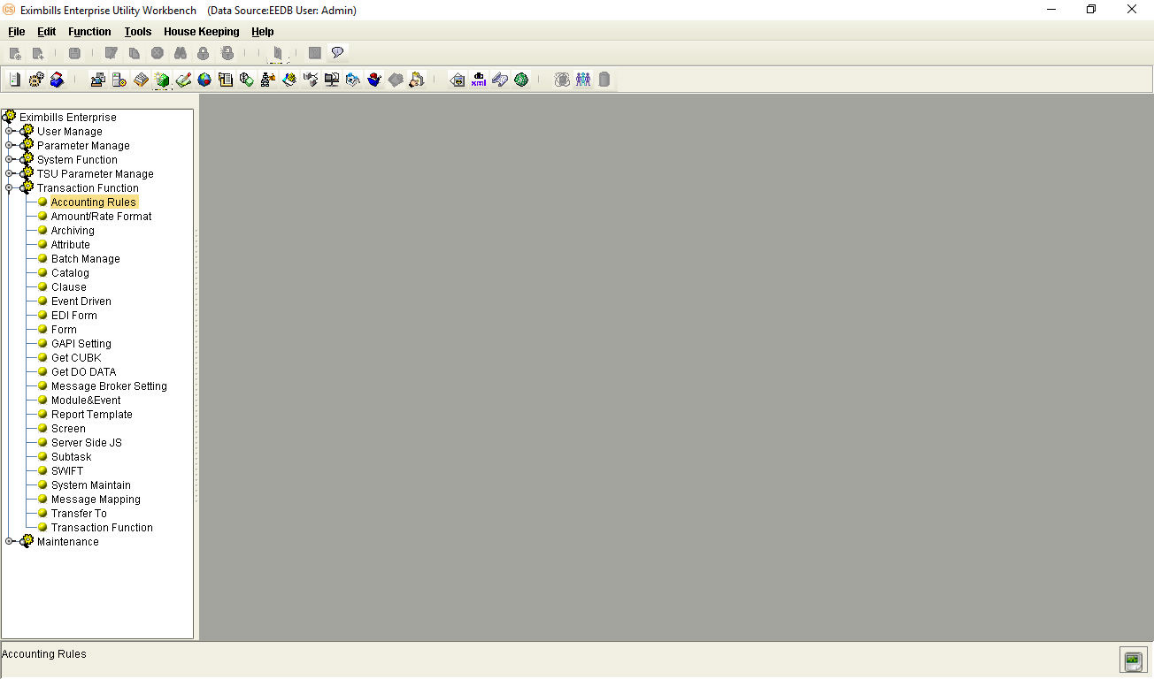 CS Eximbills Enterprise Utility Workbench (Data Source:EEDB User: Admin)
File Edit Function Tools House Keeping Help
xml
Eximbills Enterprise
User Manage
Parameter Manage
System Function
TSU Parameter Manage
Transaction Function
Accounting Rules
Amount/Rate Format
Archiving
Attribute
Batch Manage
Catalog
Clause
Event Driven
EDI Form
Form
GAPI Setting
Get CUBK
Get DO DATA
Message Broker Setting
Module&Event
Report Template
Screen
Server Side JS
Subtask
SWIFT
System Maintain
Message Mapping
Transfer To
Transaction Function
Maintenance
Accounting Rules